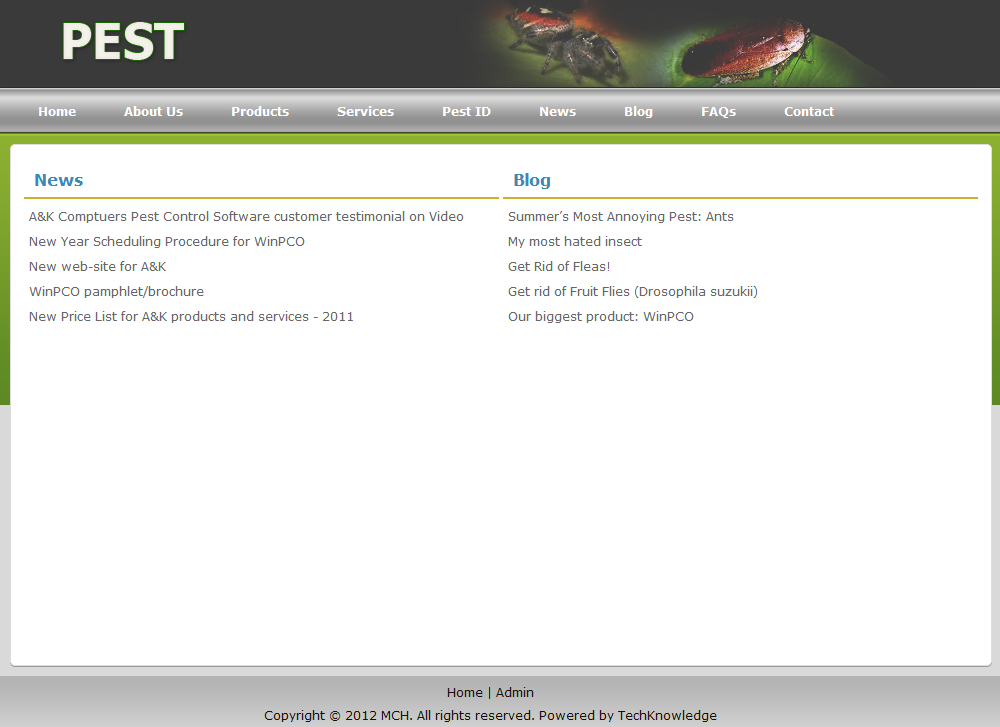 PEST
Home About Us Products Services Pest ID News Blog FAQs Contact
News
A&K Comptuers Pest Control Software customer testimonial on Video
New Year Scheduling Procedure for WinPCO
New web-site for A&K
WinPCO pamphlet/brochure
New Price List for A&K products and services - 2011
Blog
Summer’s Most Annoying Pest: Ants
My most hated insect
Get Rid of Fleas!
Get rid of Fruit Flies (Drosophila suzukii)
Our biggest product: WinPCO
Home | Admin
Copyright © 2012 MCH. All rights reserved. Powered by TechKnowledge